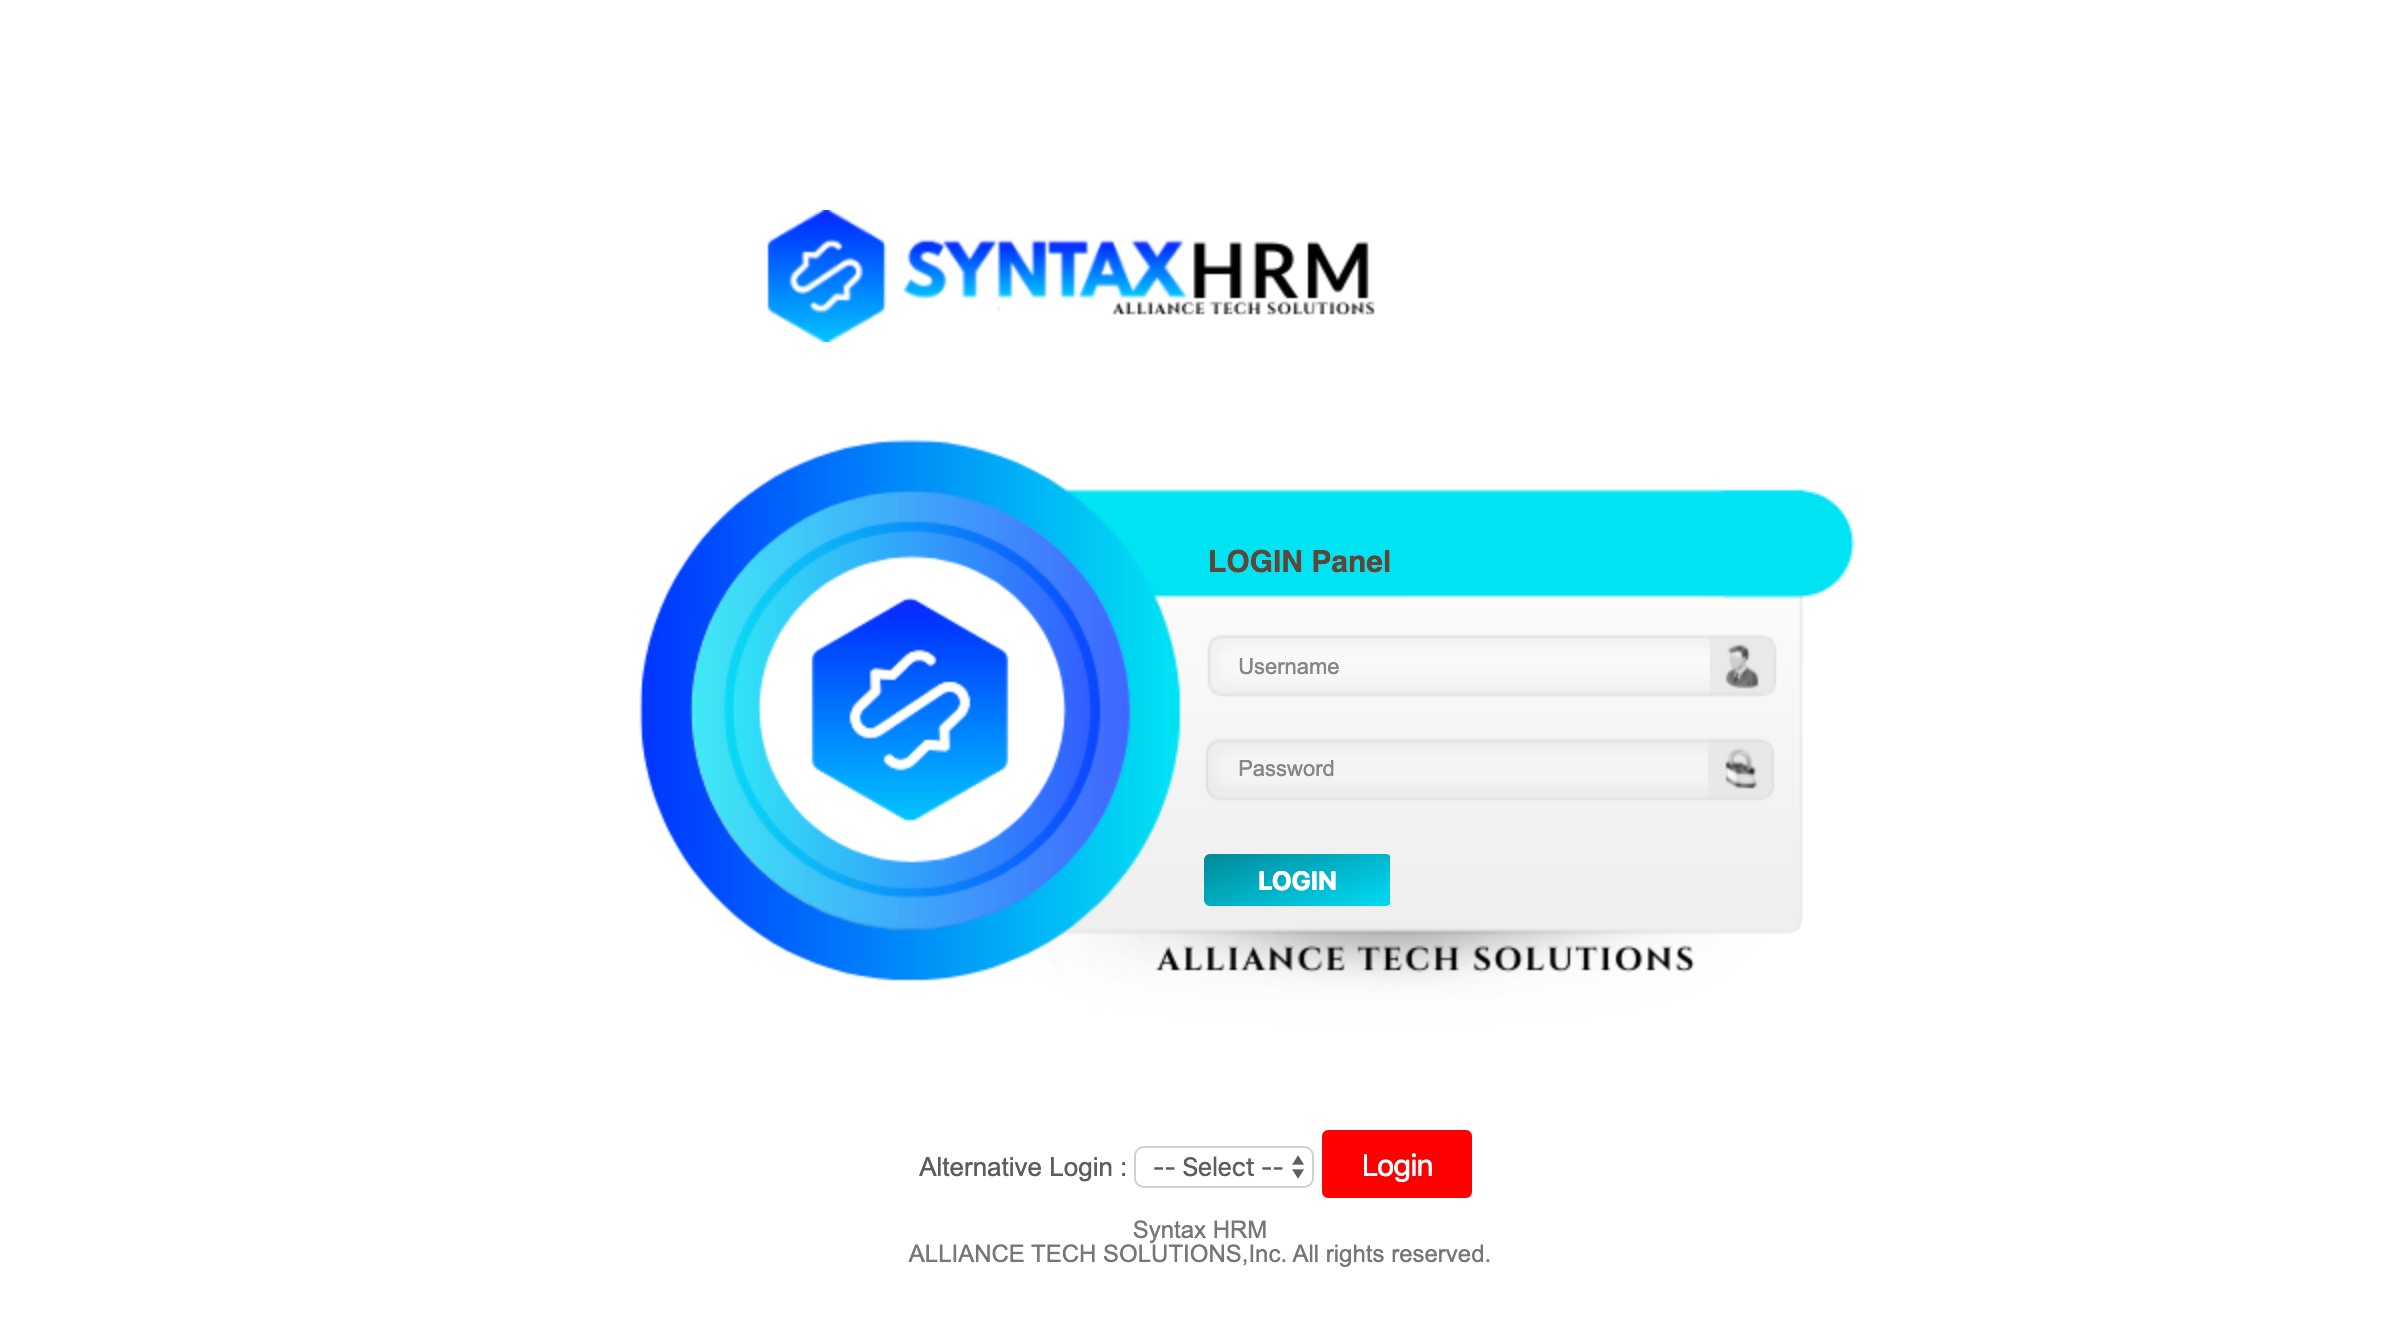 SYNTAXHRM
ALLIANCE TECH SOLUTIONS
LOGIN Panel
Username
Password
LOGIN
ALLIANCE TECH SOLUTIONS
Alternative Login : -- Select -- Login
Syntax HRM
ALLIANCE TECH SOLUTIONS,Inc. All rights reserved.